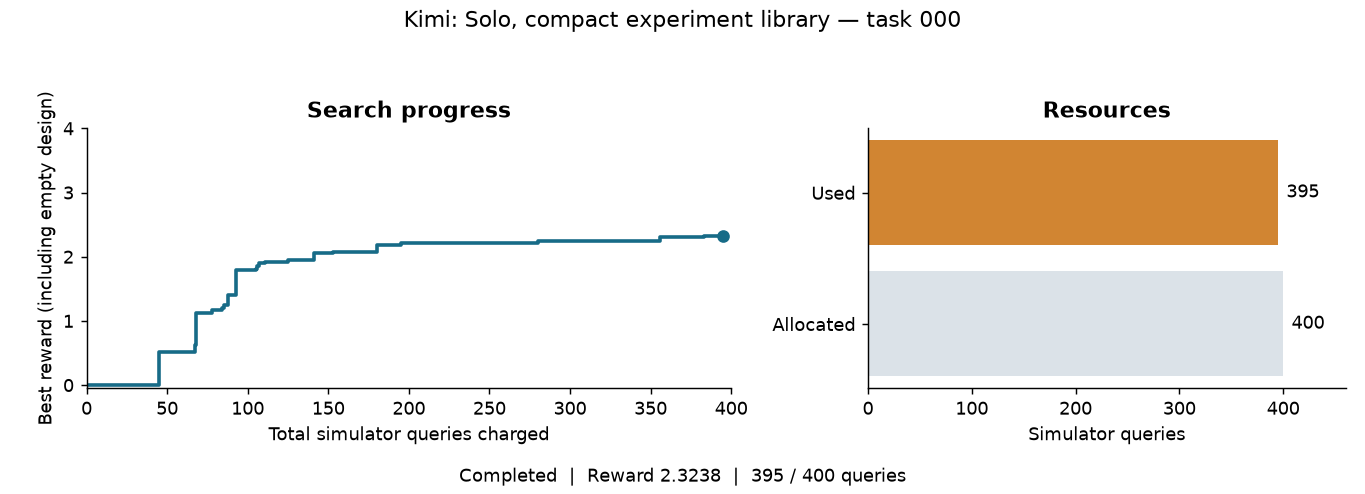 Kimi: Solo, compact experiment library — task 000
Search progress
Best reward (including empty design)
4
3
2
1
0
0 50 100 150 200 250 300 350 400
Total simulator queries charged
Resources
Used
395
Allocated
400
0 100 200 300 400
Simulator queries
Completed | Reward 2.3238 | 395 / 400 queries